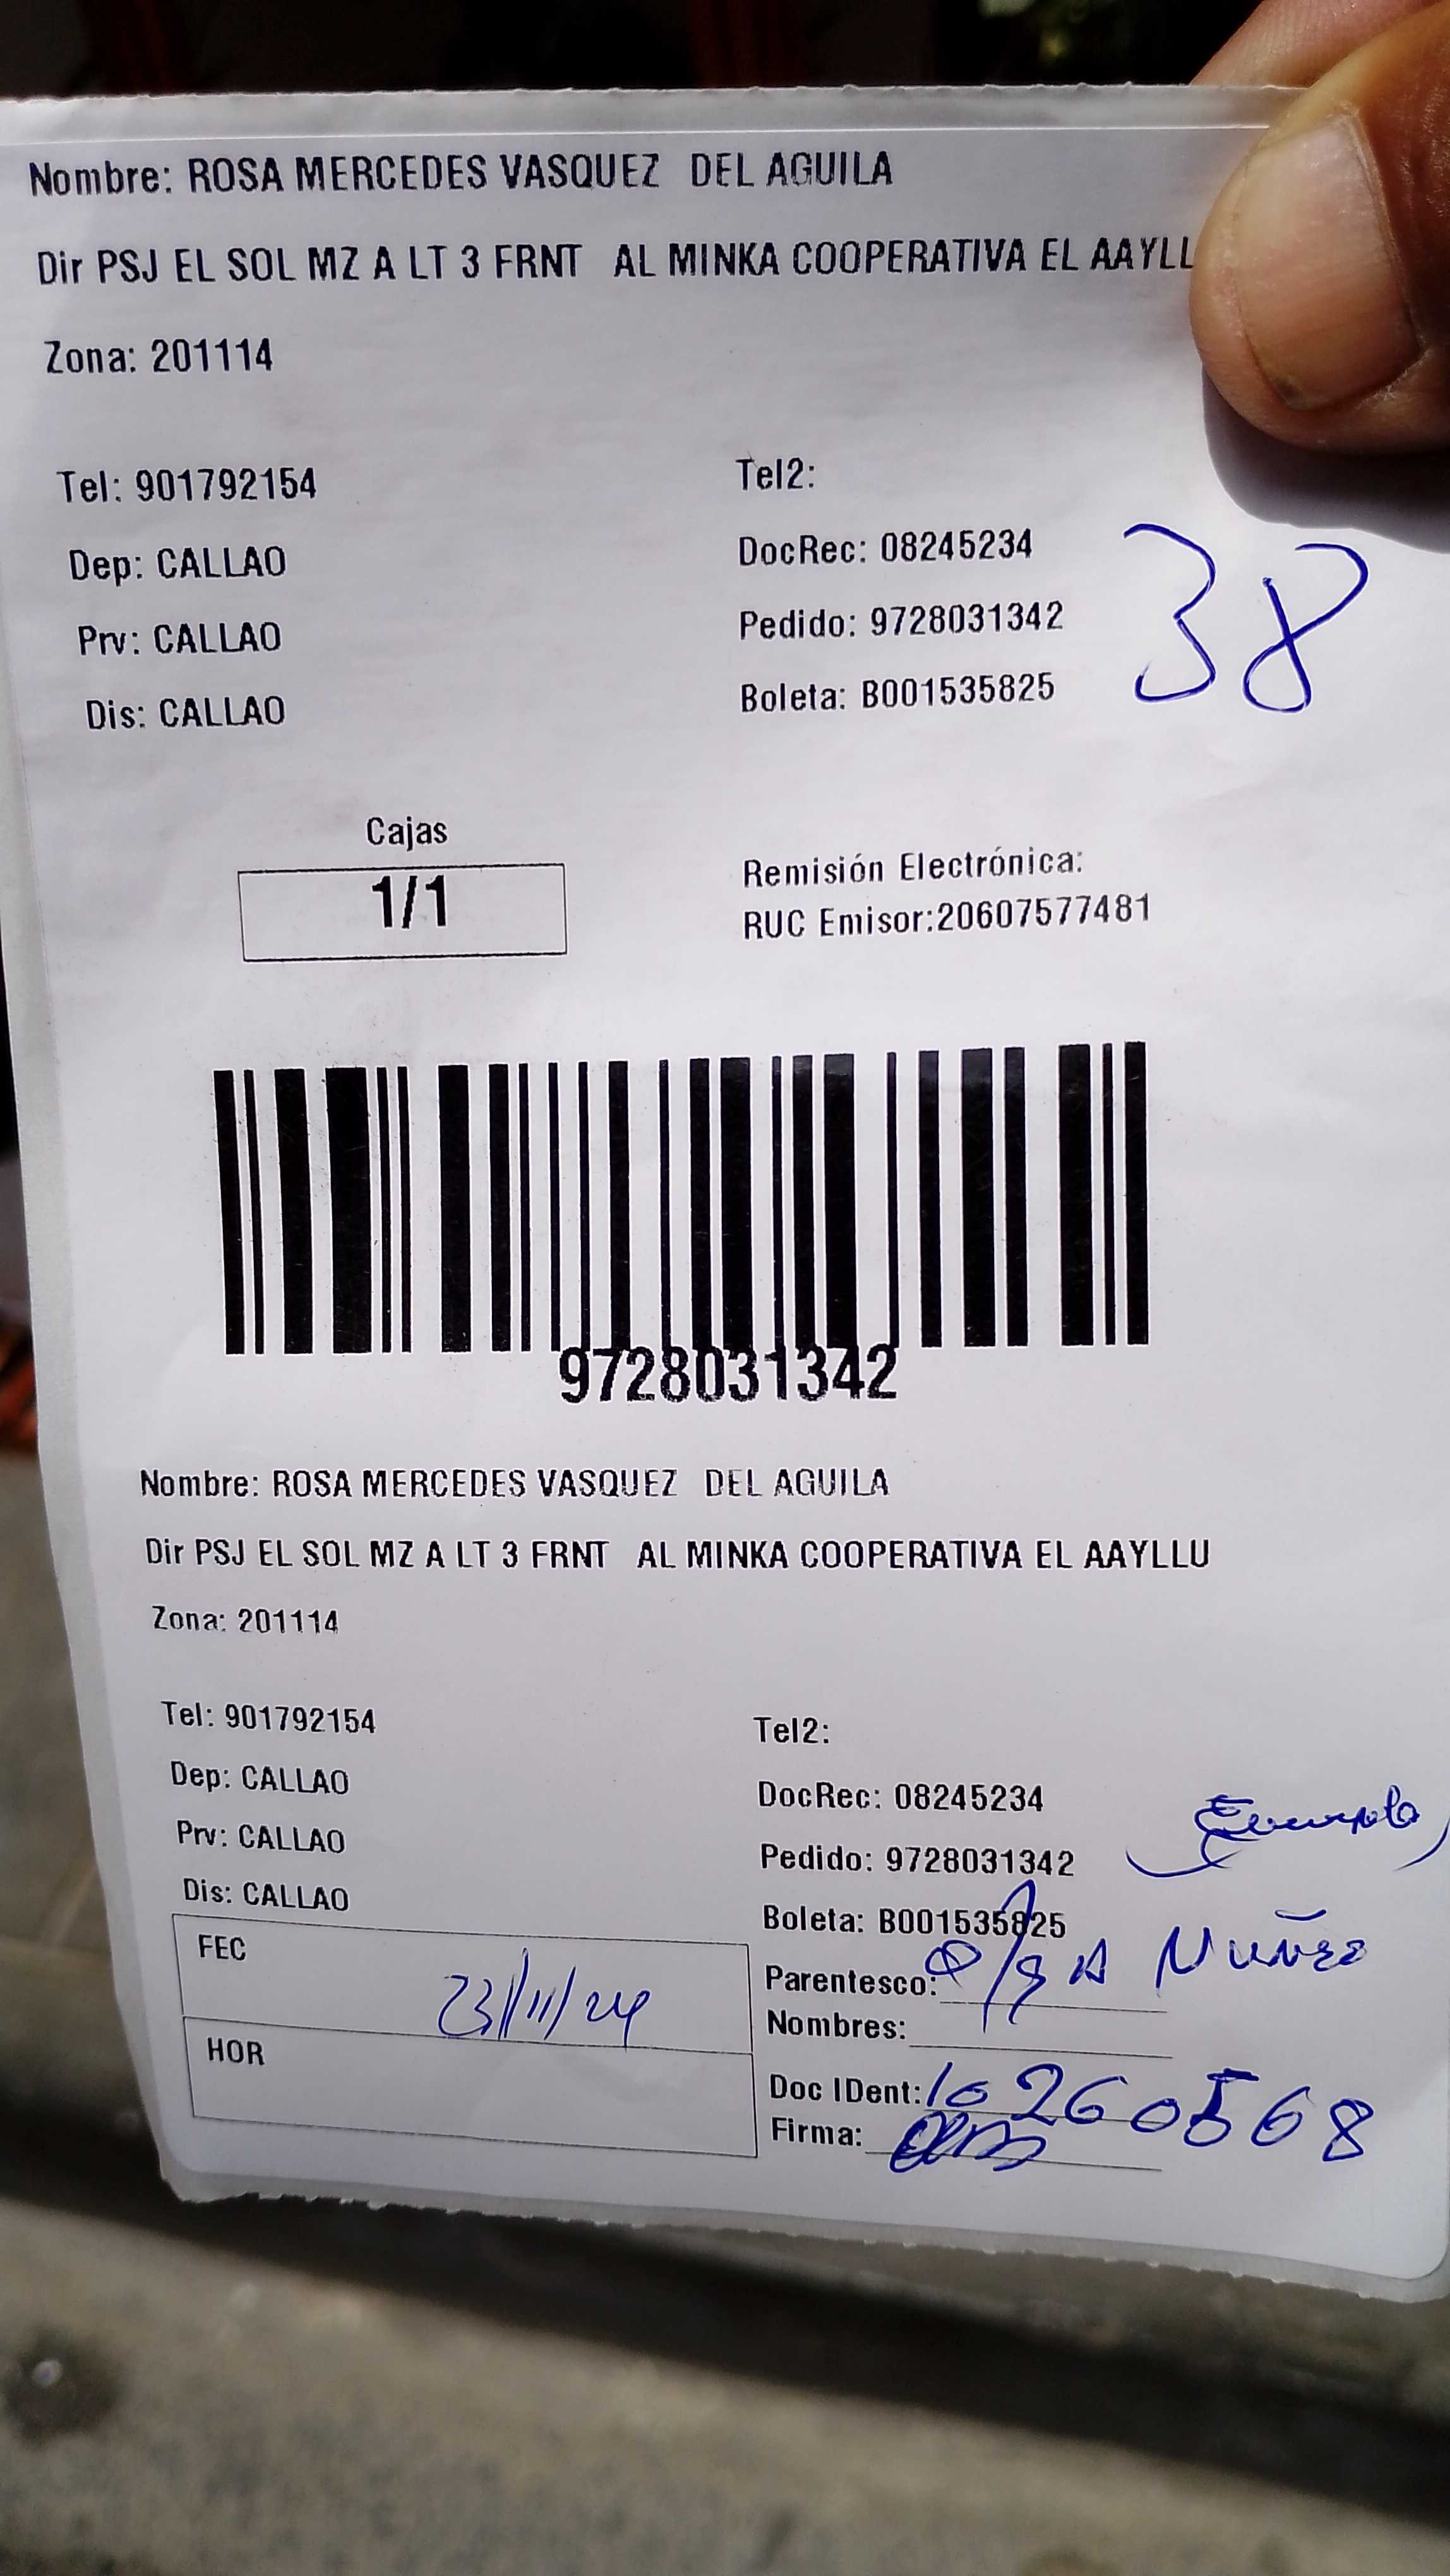 Nombre: ROSA MERCEDES VASQUEZ DEL AGUILA
Dir PSJ EL SOL MZ A LT 3 FRNT AL MINKA COOPERATIVA EL AAYLL
Zona: 201114
Tel: 901792154
Tel2:
Dep: CALLAO
DocRec: 08245234
Prv: CALLAO
Pedido: 9728031342
Dis: CALLAO
Boleta: B001535825
38
Cajas
1/1
Remisión Electrónica:
RUC Emisor:20607577481
9728031342
Nombre: ROSA MERCEDES VASQUEZ DEL AGUILA
Dir PSJ EL SOL MZ A LT 3 FRNT AL MINKA COOPERATIVA EL AAYLLU
Zona: 201114
Tel: 901792154
Tel2:
Dep: CALLAO
DocRec: 08245234
Prv: CALLAO
Pedido: 9728031342
Dis: CALLAO
Boleta: B001535825
FEC 23/11/24
Parentesco: Nuñez
Nombres:
HOR
Doc IDent: 10260568
Firma: